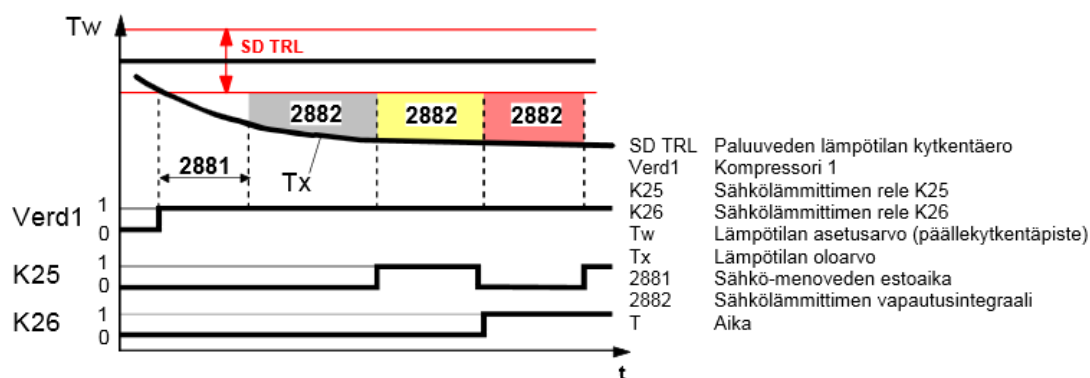 Tw
SD TRL
2882 2882 2882
2881
Tx
Verd1 1
0
K25 1
0
K26 1
0
t
SD TRL Paluuveden lämpötilan kytkentäero
Verd1 Kompressori 1
K25 Sähkölämmittimen rele K25
K26 Sähkölämmittimen rele K26
Tw Lämpötilan asetusarvo (päällekytkentäpiste)
Tx Lämpötilan oloarvo
2881 Sähkö-menoveden estoaika
2882 Sähkölämmittimen vapautusintegraali
T Aika